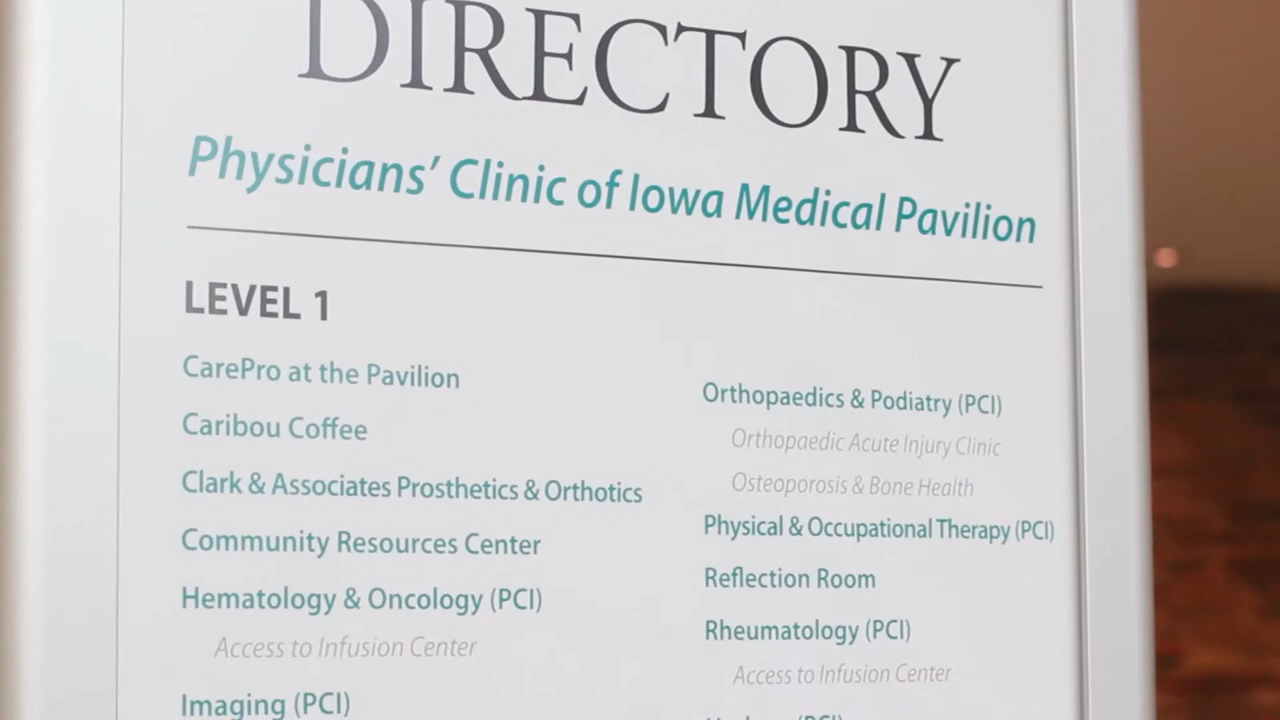 DIRECTORY
Physicians’ Clinic of Iowa Medical Pavilion
LEVEL 1
CarePro at the Pavilion
Caribou Coffee
Clark & Associates Prosthetics & Orthotics
Community Resources Center
Hematology & Oncology (PCI)
Access to Infusion Center
Imaging (PCI)
Orthopaedics & Podiatry (PCI)
Orthopaedic Acute Injury Clinic
Osteoporosis & Bone Health
Physical & Occupational Therapy (PCI)
Reflection Room
Rheumatology (PCI)
Access to Infusion Center
(PCI)